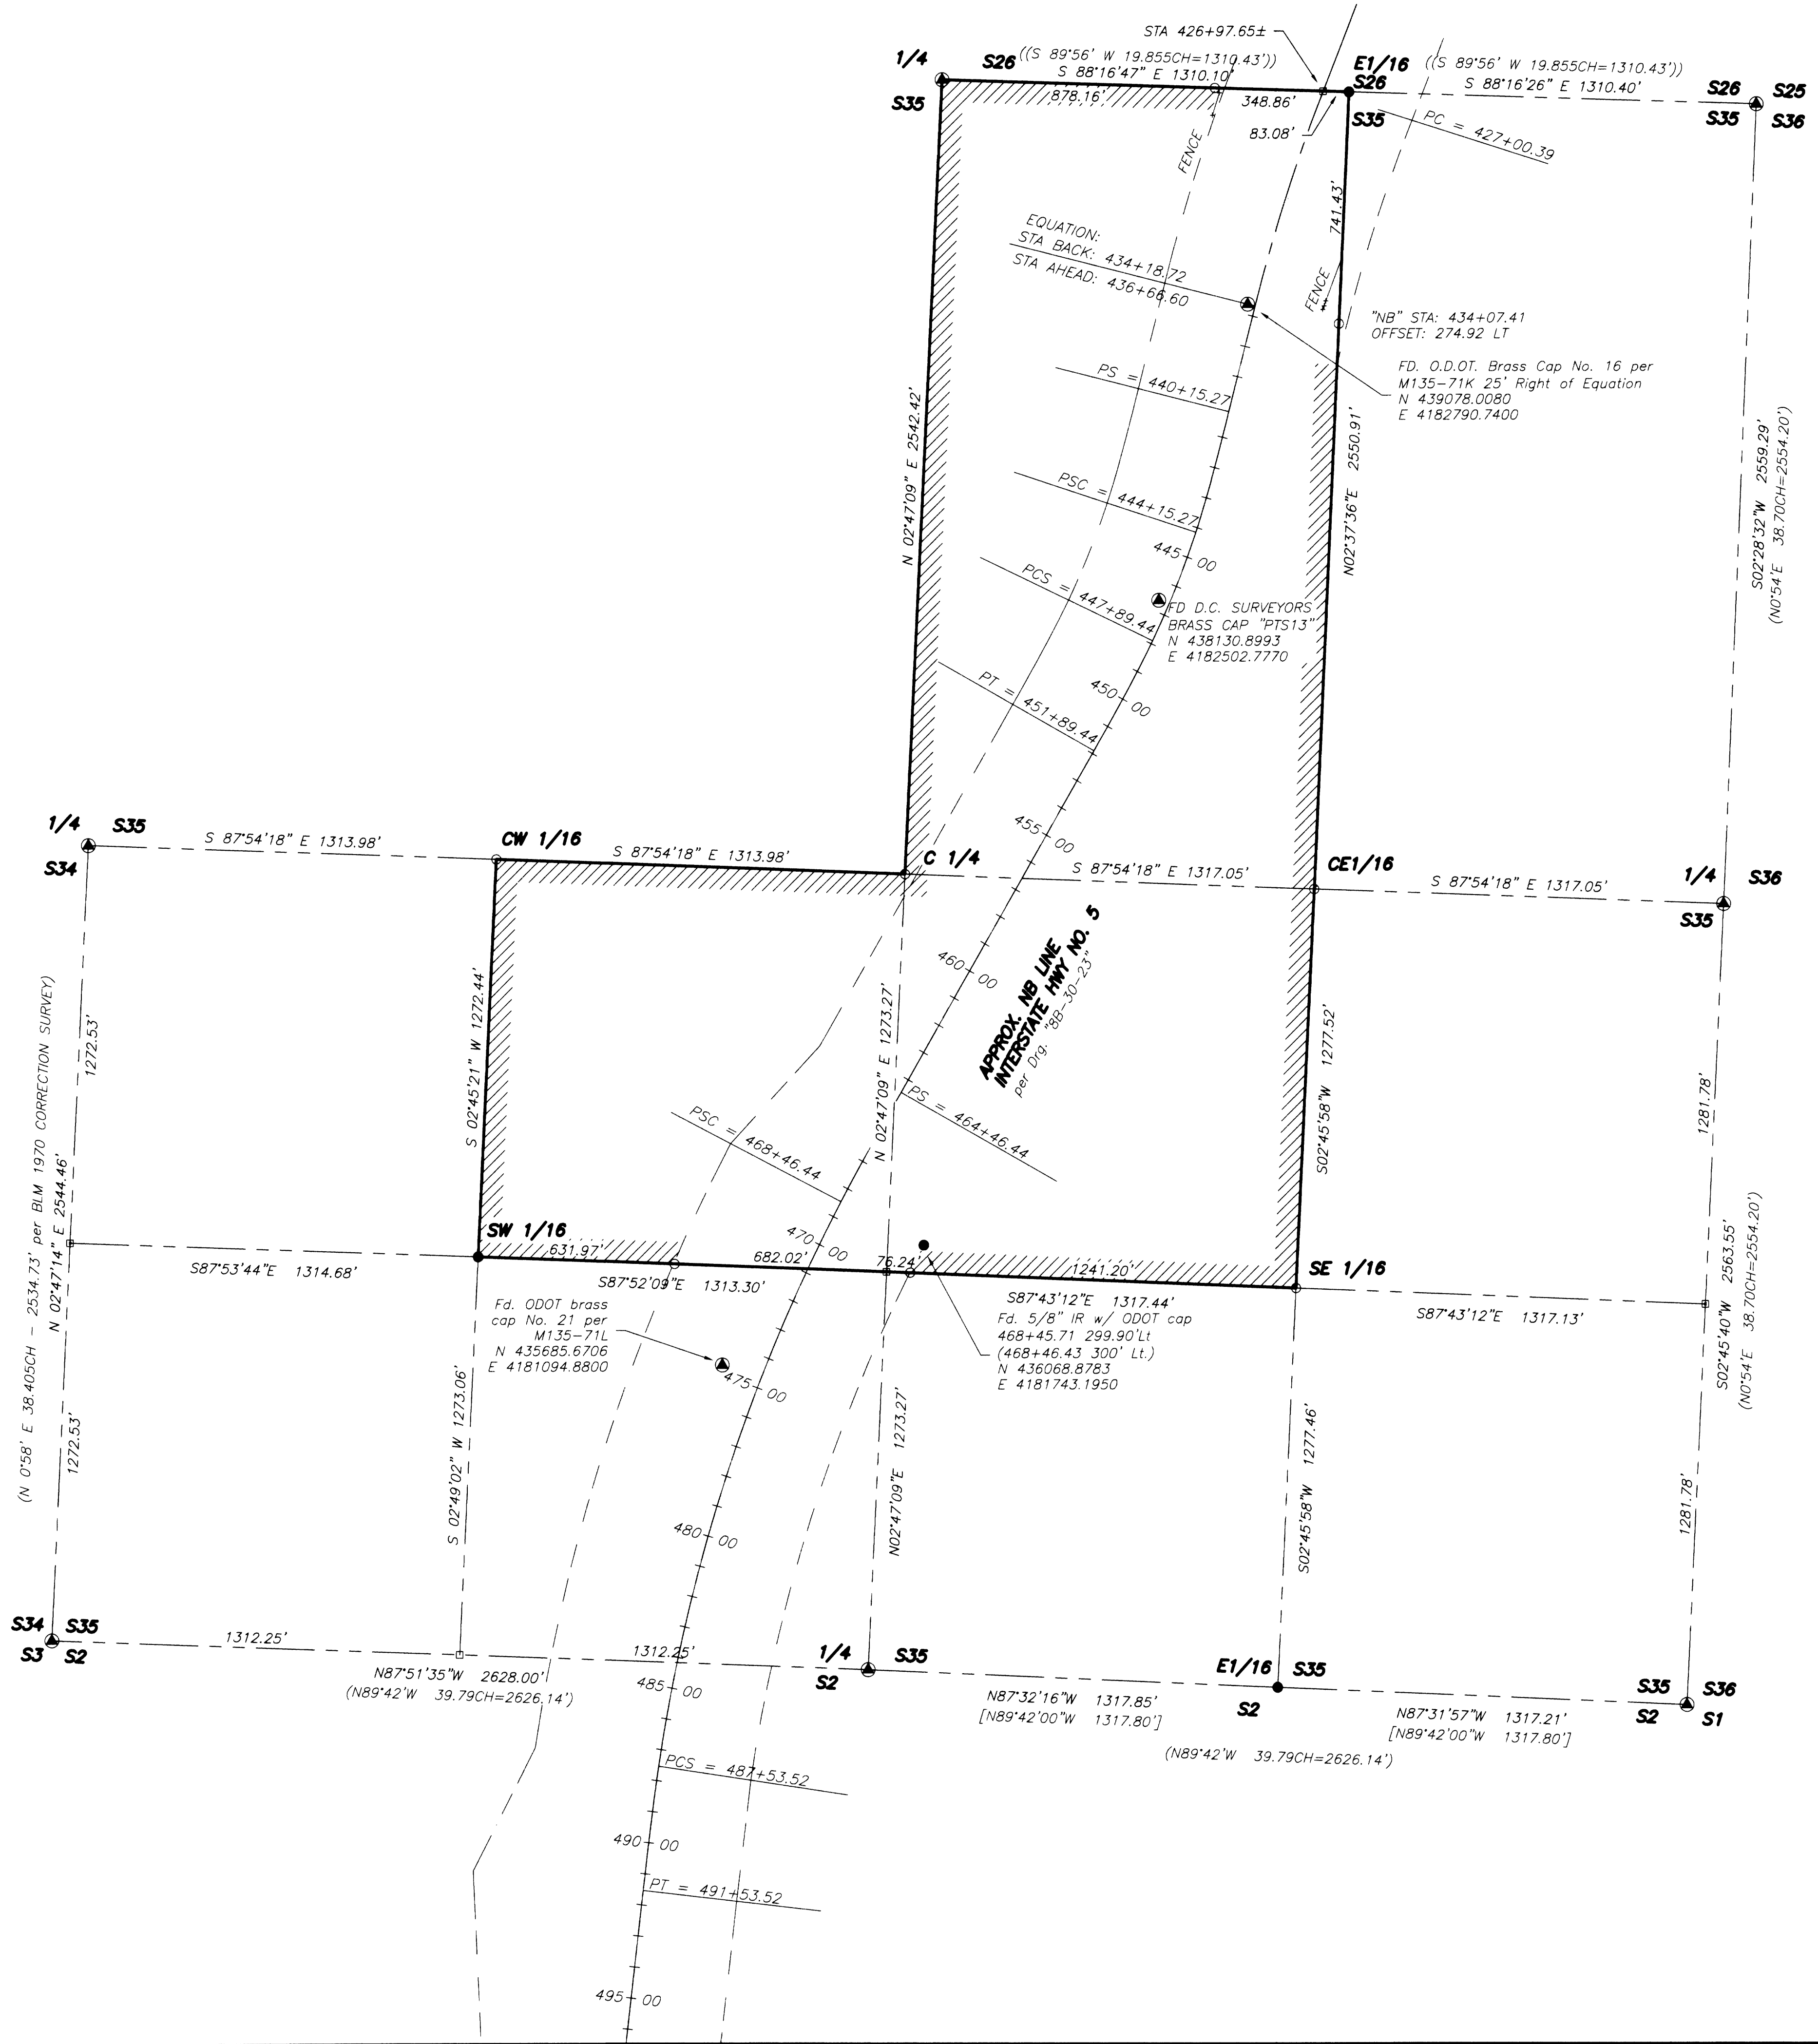 STA 426+97.65±
1/4
S26
((S 89°56' W 19.855CH=1310.43'))
S 88°16'47" E 1310.10'
E1/16
S26
((S 89°56' W 19.855CH=1310.43'))
S 88°16'26" E 1310.40'
S26
S25
S35
878.16'
348.86'
83.08'
S35
S35
S36
PC = 427+00.39
FENCE
741.43'
EQUATION:
STA BACK: 434+18.72
STA AHEAD: 436+66.60
FENCE
"NB" STA: 434+07.41
OFFSET: 274.92 LT
FD. O.D.OT. Brass Cap No. 16 per
M135-71K 25' Right of Equation
N 439078.0080
E 4182790.7400
PS = 440+15.27
N 02°47'09" E 2542.42'
N02°37'36"E 2550.91'
S02°28'32"W 2559.29'
(N0°54'E 38.70CH=2554.20')
PSC = 444+15.27
445 00
PCS = 447+89.44
FD D.C. SURVEYORS
BRASS CAP "PTS13"
N 438130.8993
E 4182502.7770
PT = 451+89.44
450 00
455 00
1/4
S35
S34
S 87°54'18" E 1313.98'
CW 1/16
S 87°54'18" E 1313.98'
C 1/4
S 87°54'18" E 1317.05'
CE1/16
S 87°54'18" E 1317.05'
1/4
S36
S35
460 00
APPROX. NB LINE
INTERSTATE HWY NO. 5
per Drg. "8B-30-23"
(N 0°58' E 38.405CH - 2534.73' per BLM 1970 CORRECTION SURVEY)
N 02°47'14" E 2544.46'
1272.53'
S 02°45'21" W 1272.44'
N 02°47'09" E 1273.27'
S02°45'58"W 1277.52'
1281.78'
PS = 464+46.44
PSC = 468+46.44
SW 1/16
631.97'
682.02'
470 00
76.24'
1241.20'
SE 1/16
S87°53'44"E 1314.68'
S87°52'09"E 1313.30'
S87°43'12"E 1317.44'
S87°43'12"E 1317.13'
Fd. ODOT brass
cap No. 21 per
M135-71L
N 435685.6706
E 4181094.8800
Fd. 5/8" IR w/ ODOT cap
468+45.71 299.90'Lt
(468+46.43 300' Lt.)
N 436068.8783
E 4181743.1950
S02°45'40"W 2563.55'
(N0°54'E 38.70CH=2554.20')
475 00
1272.53'
S 02°49'02" W 1273.06'
N02°47'09"E 1273.27'
S02°45'58"W 1277.46'
1281.78'
480 00
S34
S35
S3
S2
1312.25'
1312.25'
N87°51'35"W 2628.00'
(N89°42'W 39.79CH=2626.14')
485 00
1/4
S35
S2
N87°32'16"W 1317.85'
[N89°42'00"W 1317.80']
E1/16
S35
S2
N87°31'57"W 1317.21'
[N89°42'00"W 1317.80']
(N89°42'W 39.79CH=2626.14')
S35
S36
S2
S1
PCS = 487+53.52
490 00
PT = 491+53.52
495 00